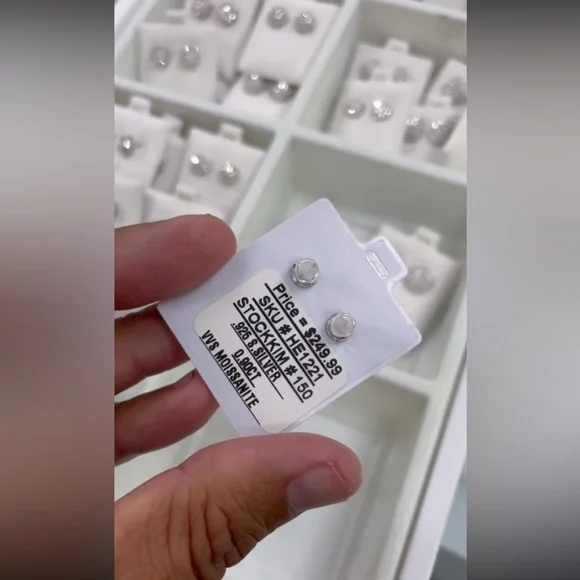 Price = $249.99
SKU # HE1221
STOCKKIM # 150
.925 S.SILVER
0.80CT
VVS MOISSANITE